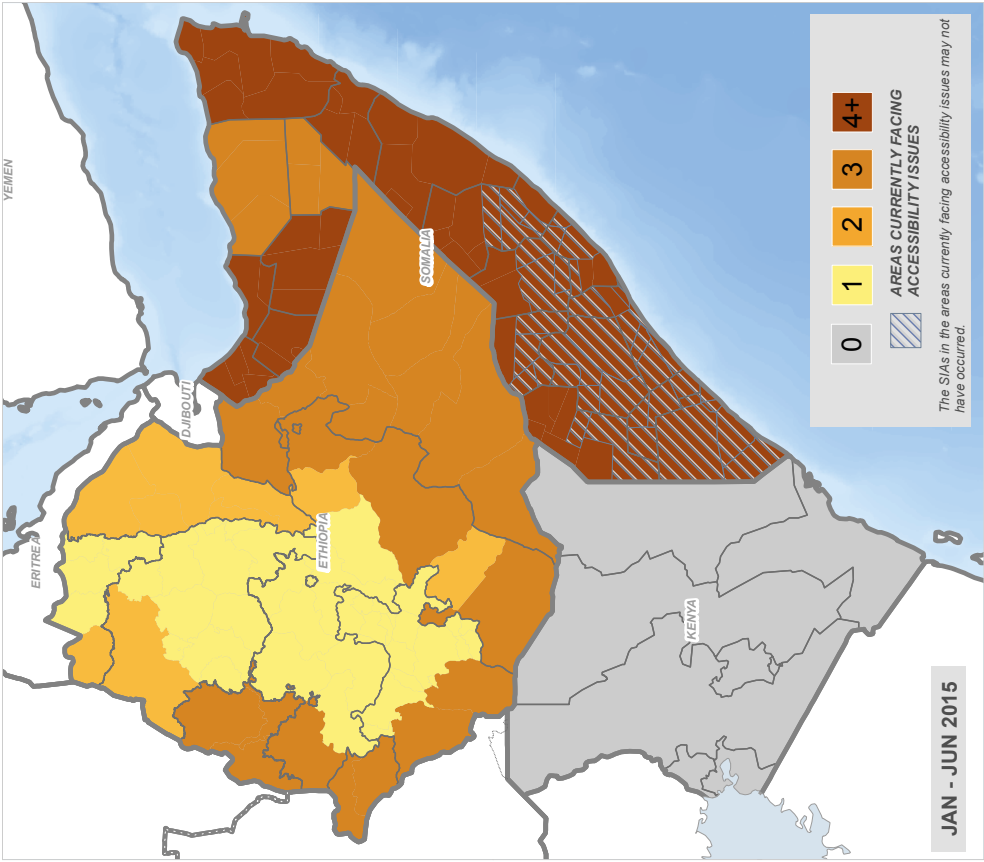 YEMEN
ERITREA
DJIBOUTI
SOMALIA
ETHIOPIA
KENYA
0 1 2 3 4+
AREAS CURRENTLY FACING
ACCESSIBILITY ISSUES
The SIAs in the areas currently facing accessibility issues may not
have occurred.
JAN - JUN 2015